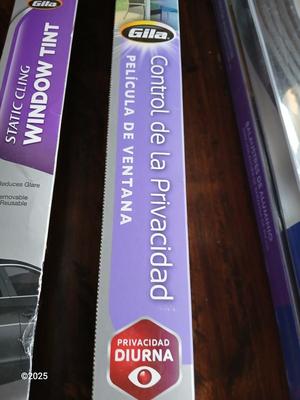 Gila
STATIC CLING
WINDOW TINT
Reduces Glare
Removable
Reusable
Gila
Control de la Privacidad
PELÍCULA DE VENTANA
PRIVACIDAD
DIURNA
©2025